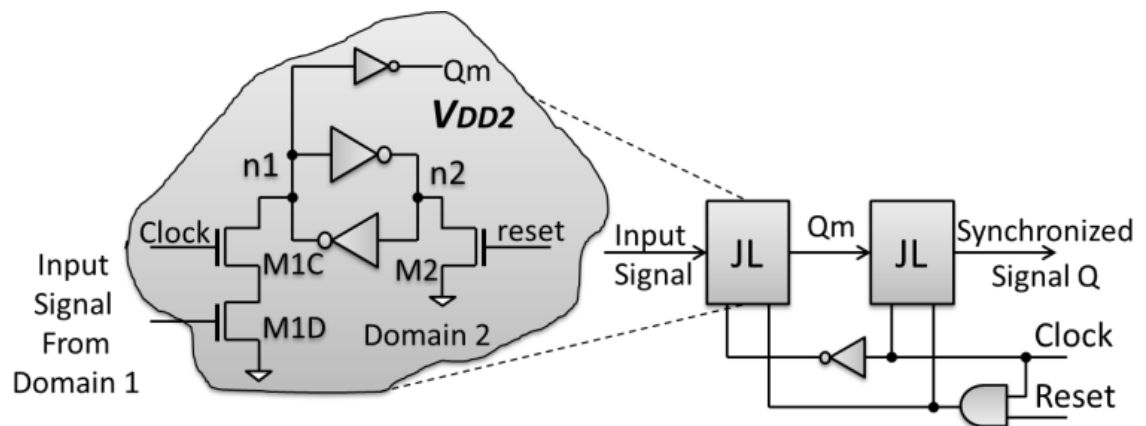 Qm
VDD2
n1
n2
Clock
reset
M1C
M2
Input
Signal
From
Domain 1
M1D
Domain 2
Input
Signal
JL
Qm
JL
Synchronized
Signal Q
Clock
Reset